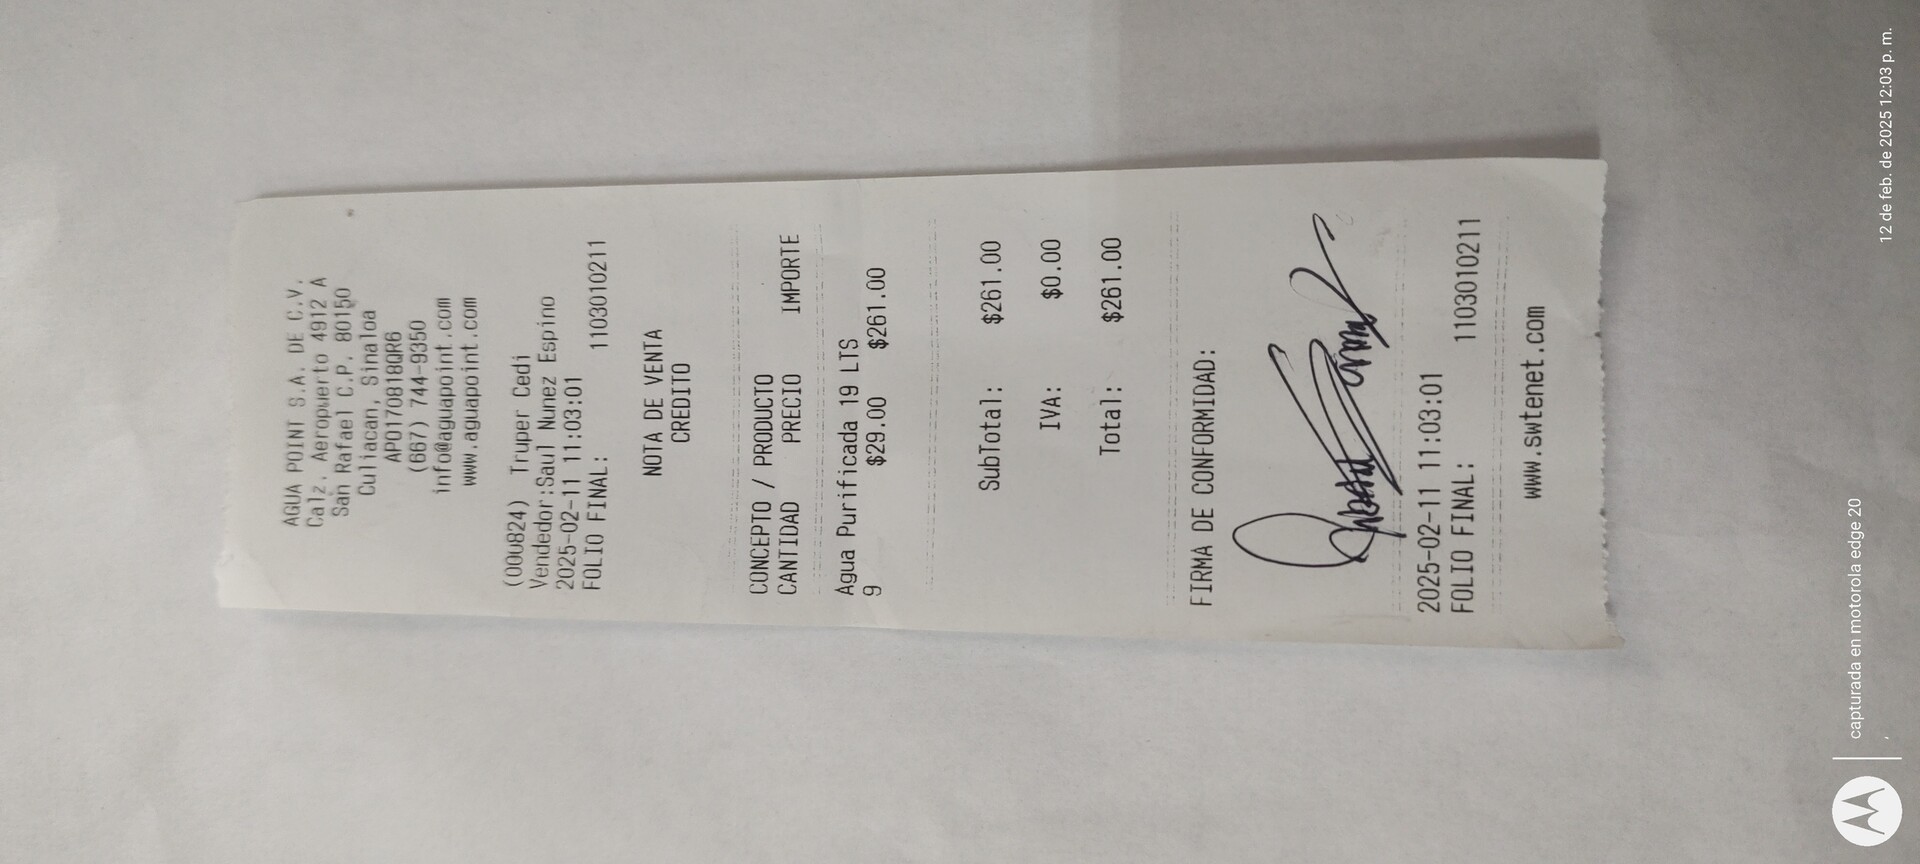 AGUA POINT S.A. DE C.V.
Calz. Aeropuerto 4912 A
San Rafael C.P. 80150
Culiacan, Sinaloa
APO170818QR6
(667) 744-9350
info@aguapoint.com
www.aguapoint.com
(000824) Truper Cedi
Vendedor:Saul Nunez Espino
2025-02-11 11:03:01
FOLIO FINAL: 1103010211
NOTA DE VENTA
CREDITO
CONCEPTO / PRODUCTO
CANTIDAD PRECIO IMPORTE
Agua Purificada 19 LTS
9 $29.00 $261.00
SubTotal: $261.00
IVA: $0.00
Total: $261.00
FIRMA DE CONFORMIDAD:
2025-02-11 11:03:01
FOLIO FINAL: 1103010211
www.swtenet.com
capturada en motorola edge 20
12 de feb. de 2025 12:03 p. m.